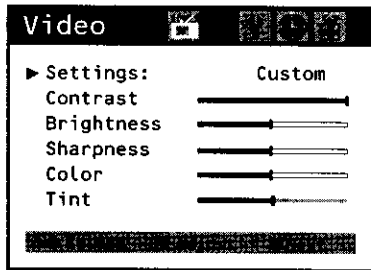 Video
Settings: Custom
Contrast
Brightness
Sharpness
Color
Tint